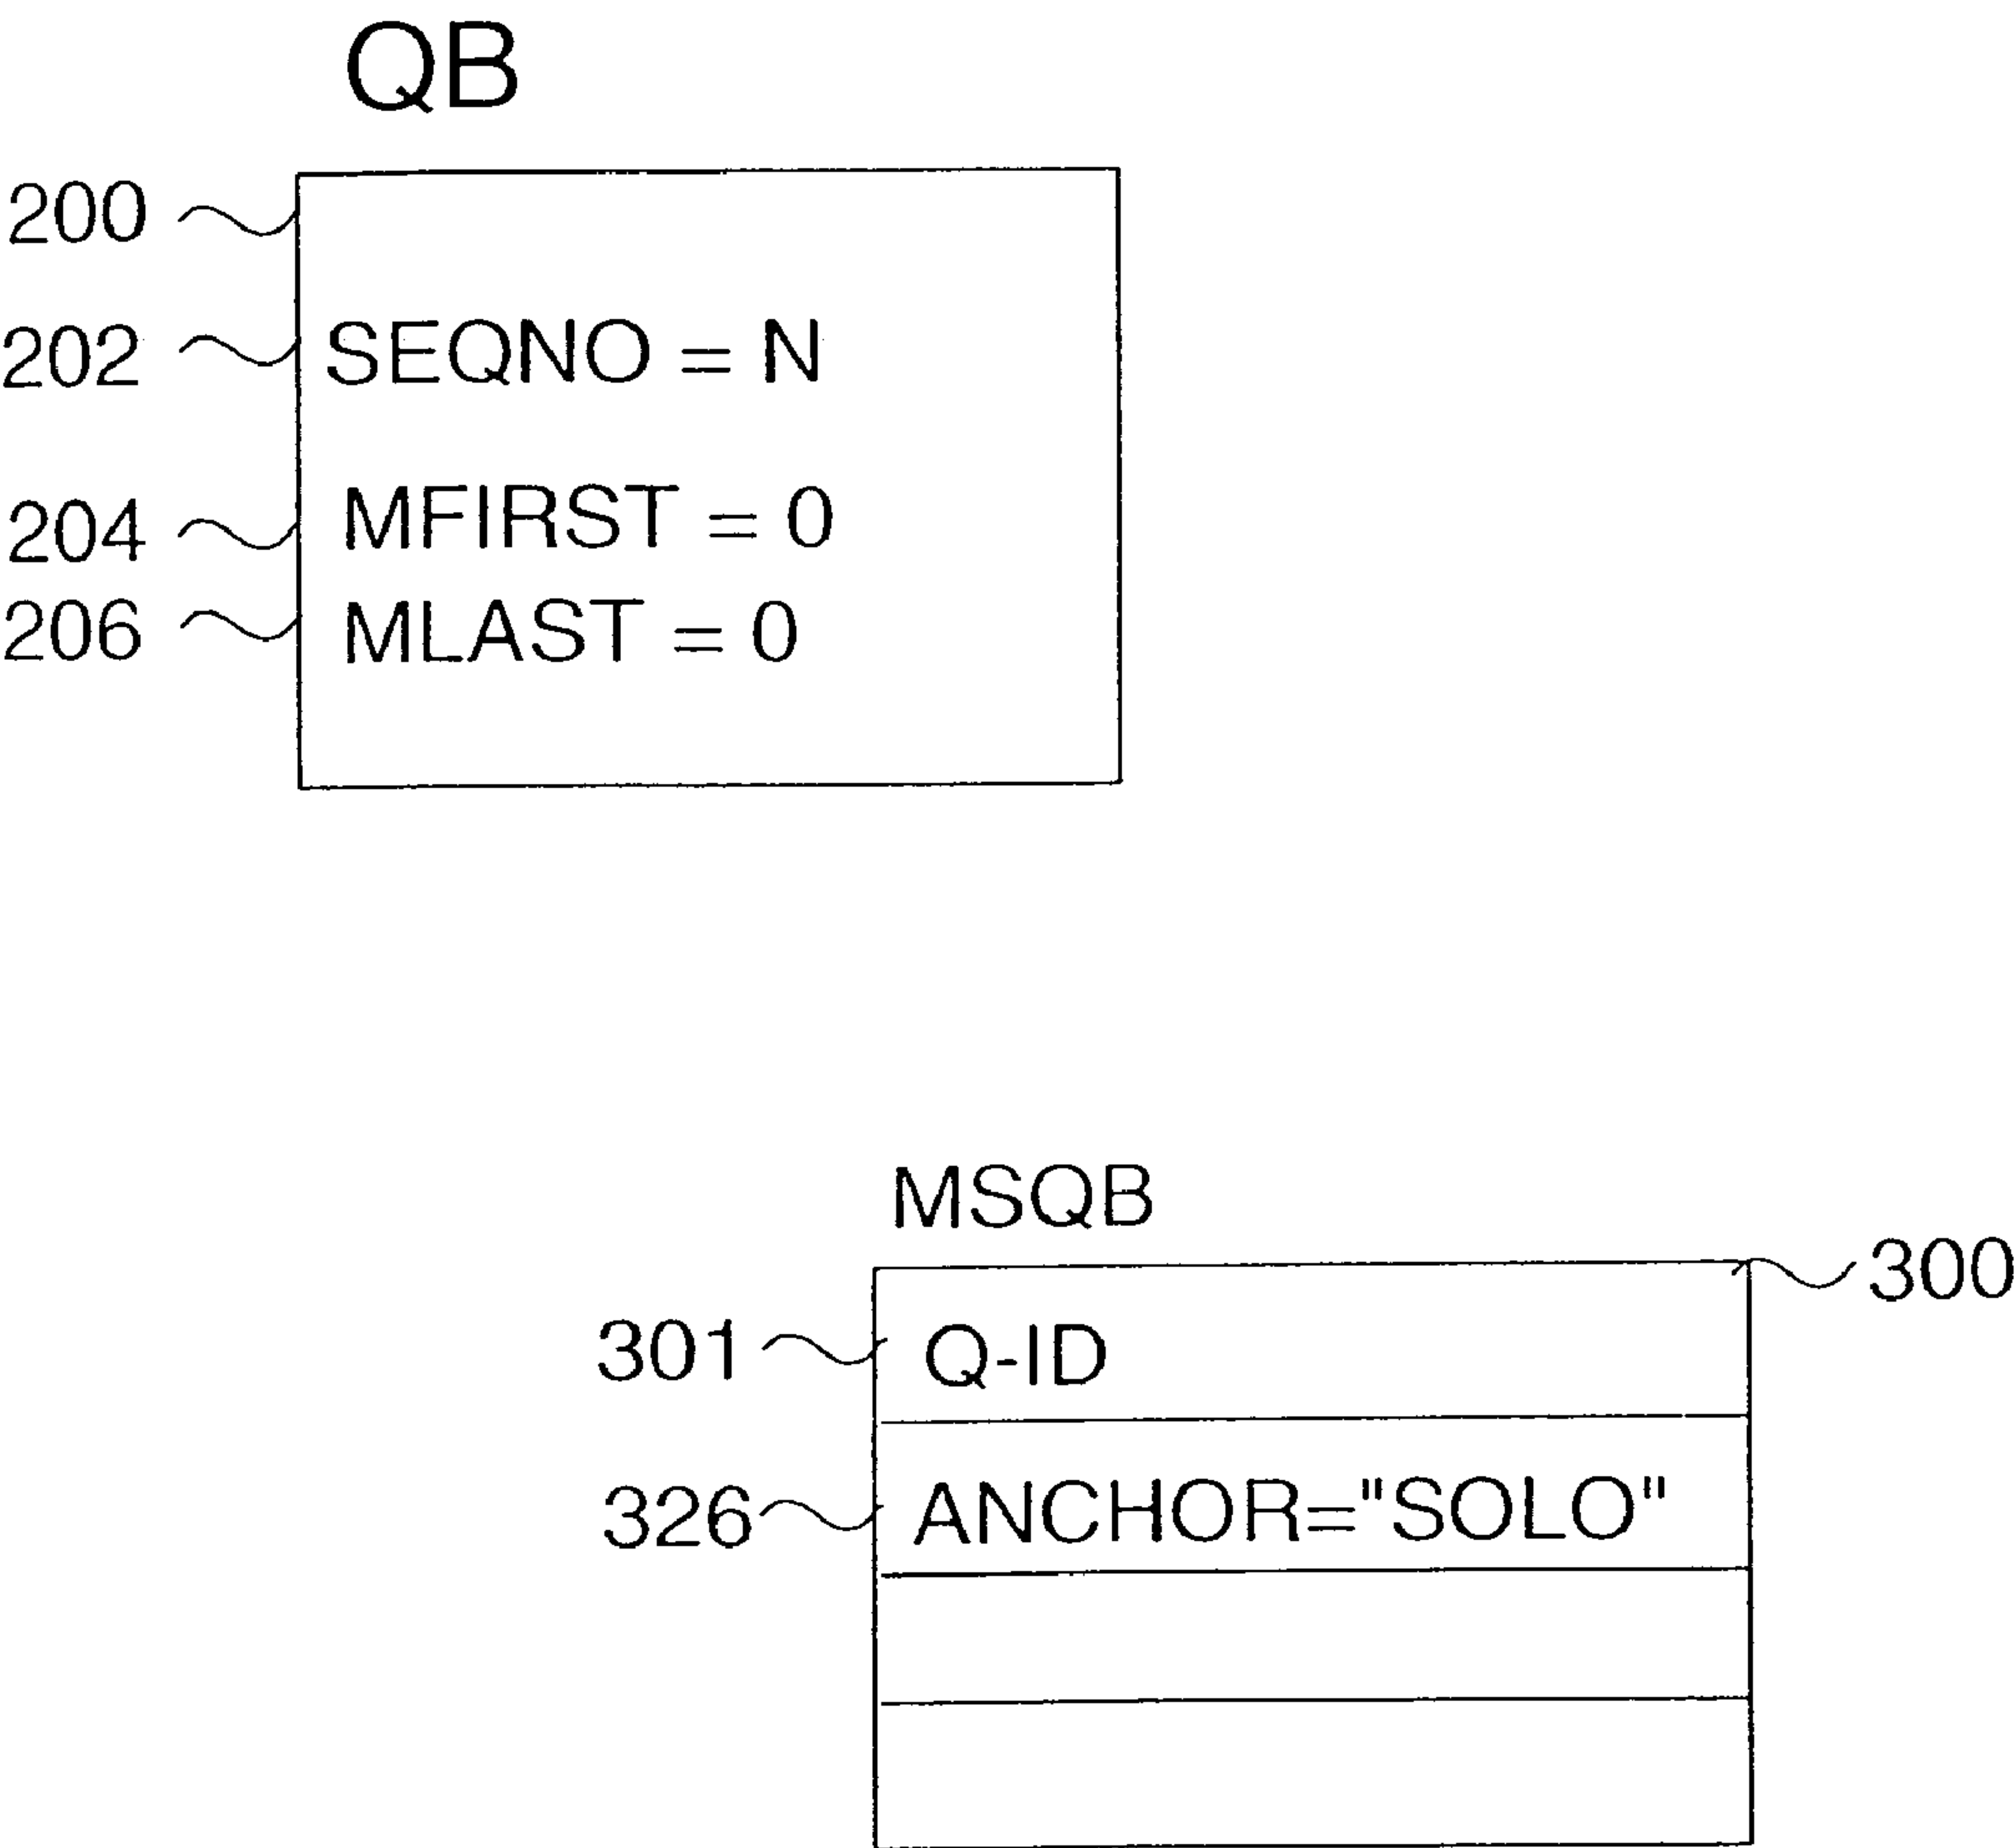 QB
200
202 SEQNO = N
204 MFIRST = 0
206 MLAST = 0
MSQB
300
301 Q-ID
326 ANCHOR="SOLO"